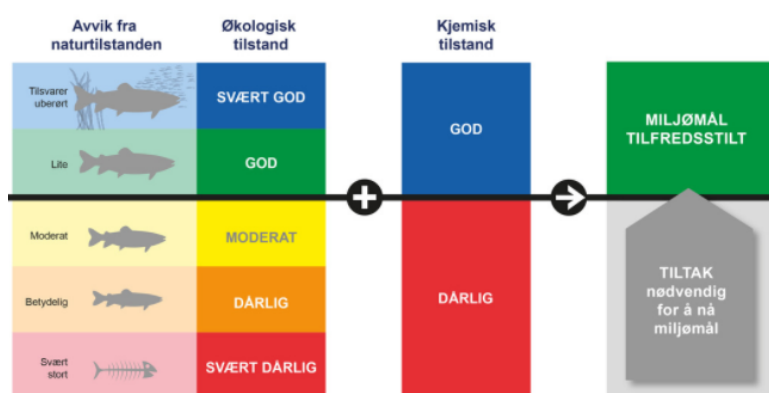 Avvik fra
naturtilstanden
Økologisk
tilstand
Kjemisk
tilstand
Tilsvarer
uberørt
SVÆRT GOD
Lite
GOD
GOD
MILJØMÅL
TILFREDSSTILT
Moderat
MODERAT
Betydelig
DÅRLIG
DÅRLIG
TILTAK
nødvendig
for å nå
miljømål
Svært
stort
SVÆRT DÅRLIG